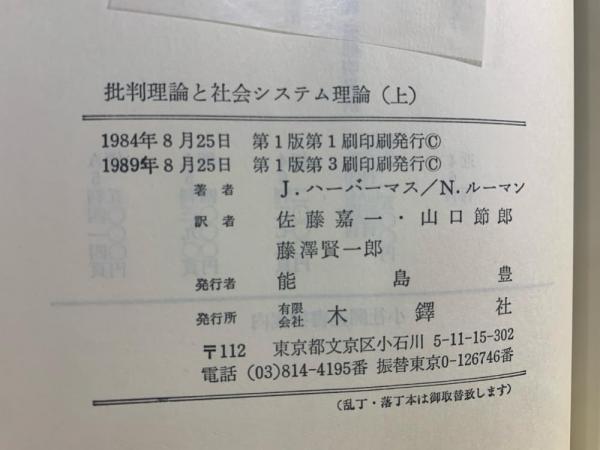 批判理論と社会システム理論（上）
1984年8月25日 第1版第1刷印刷発行©
1989年8月25日 第1版第3刷印刷発行©
著者 J.ハーバーマス/N.ルーマン
訳者 佐藤嘉一・山口節郎
藤澤賢一郎
発行者 能島豊
発行所 有限会社 木鐸社
〒112 東京都文京区小石川 5-11-15-302
電話 (03)814-4195番 振替東京0-126746番
(乱丁・落丁本は御取替致します)